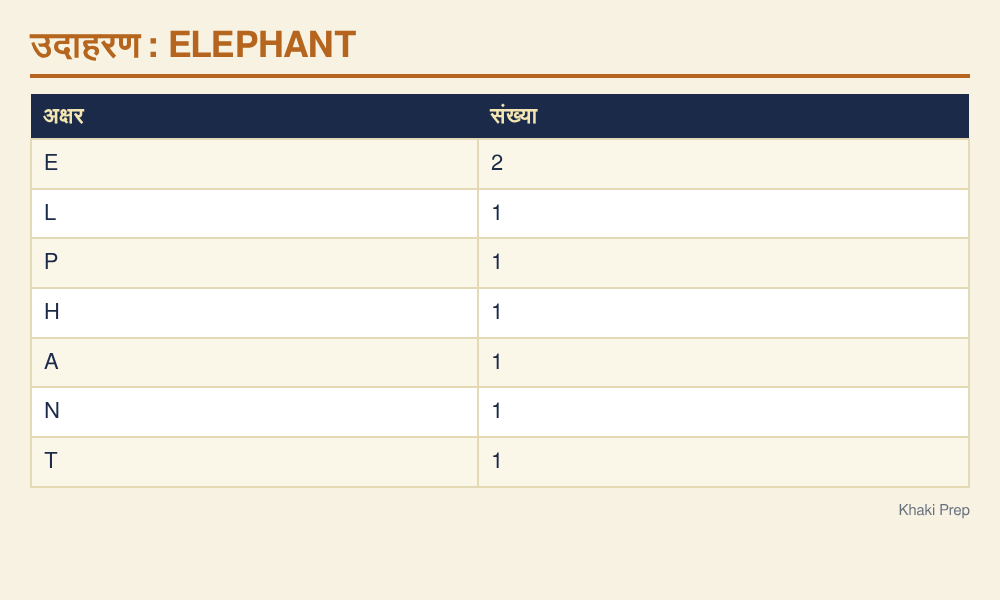 उदाहरण : ELEPHANT
अक्षर संख्या
E 2
L 1
P 1
H 1
A 1
N 1
T 1
Khaki Prep